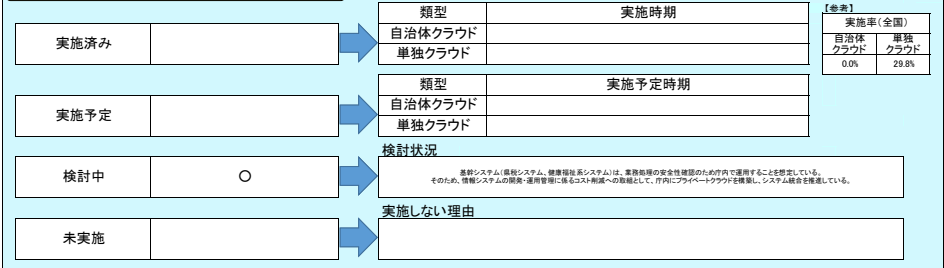 類型 実施時期
実施済み
自治体クラウド
単独クラウド
【参考】
実施率(全国)
自治体クラウド 単独クラウド
0.0% 29.8%
類型 実施予定時期
実施予定
自治体クラウド
単独クラウド
検討状況
検討中 ○
基幹システム(県税システム、健康福祉系システム)は、業務処理の安全性確認のため庁内で運用することを想定している。
そのため、情報システムの開発・運用管理に係るコスト削減への取組として、庁内にプライベートクラウドを構築し、システム統合を推進している。
実施しない理由
未実施